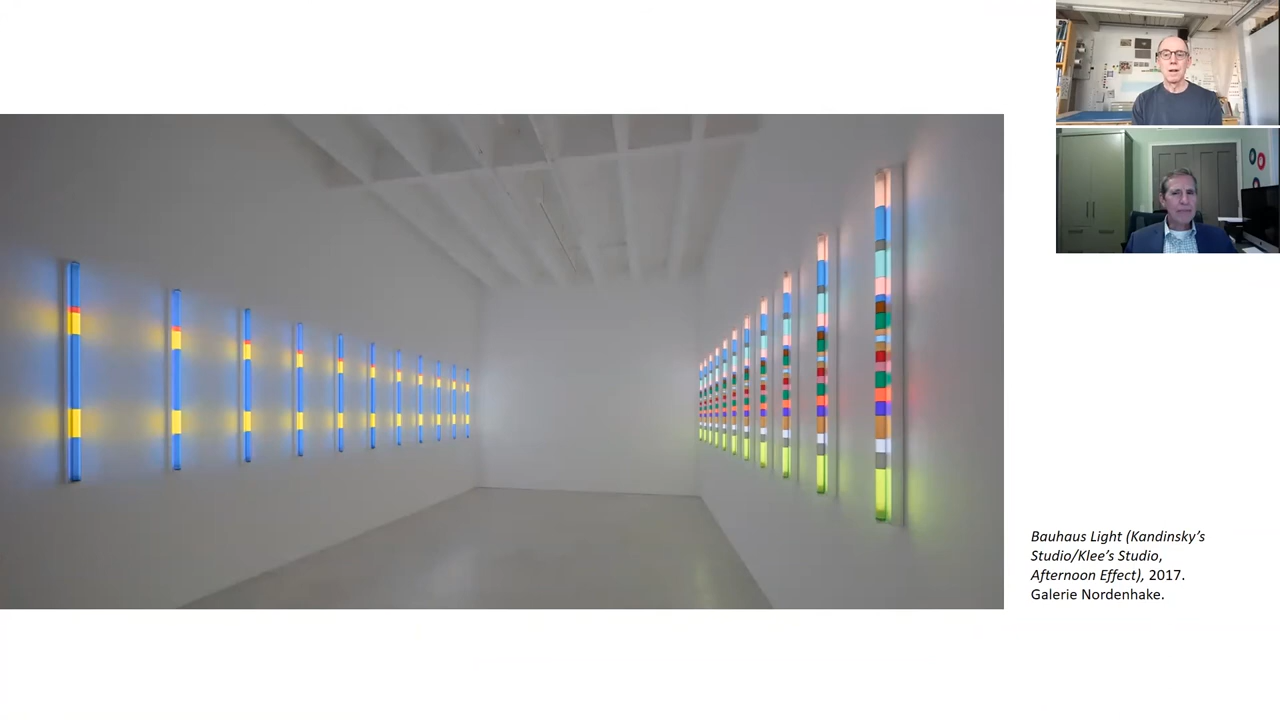 Bauhaus Light (Kandinsky’s
Studio/Klee’s Studio,
Afternoon Effect), 2017.
Galerie Nordenhake.